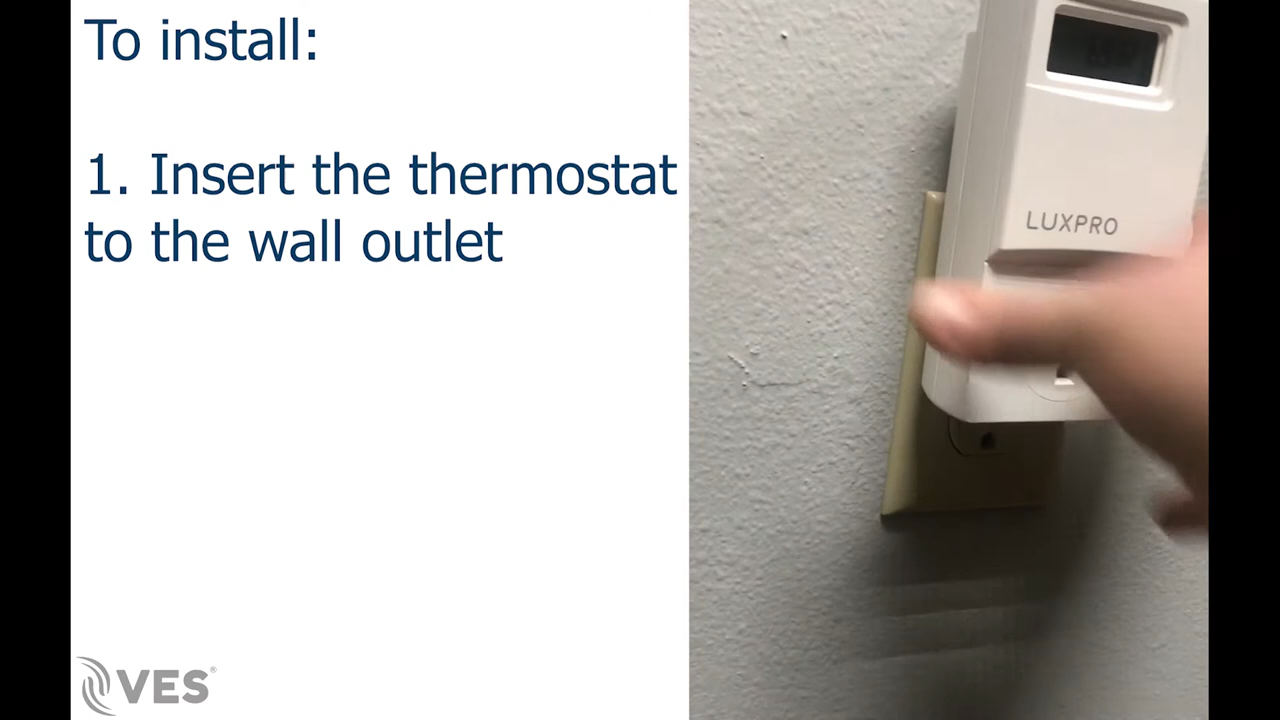 To install:
1. Insert the thermostat
to the wall outlet
LUXPRO
VES®